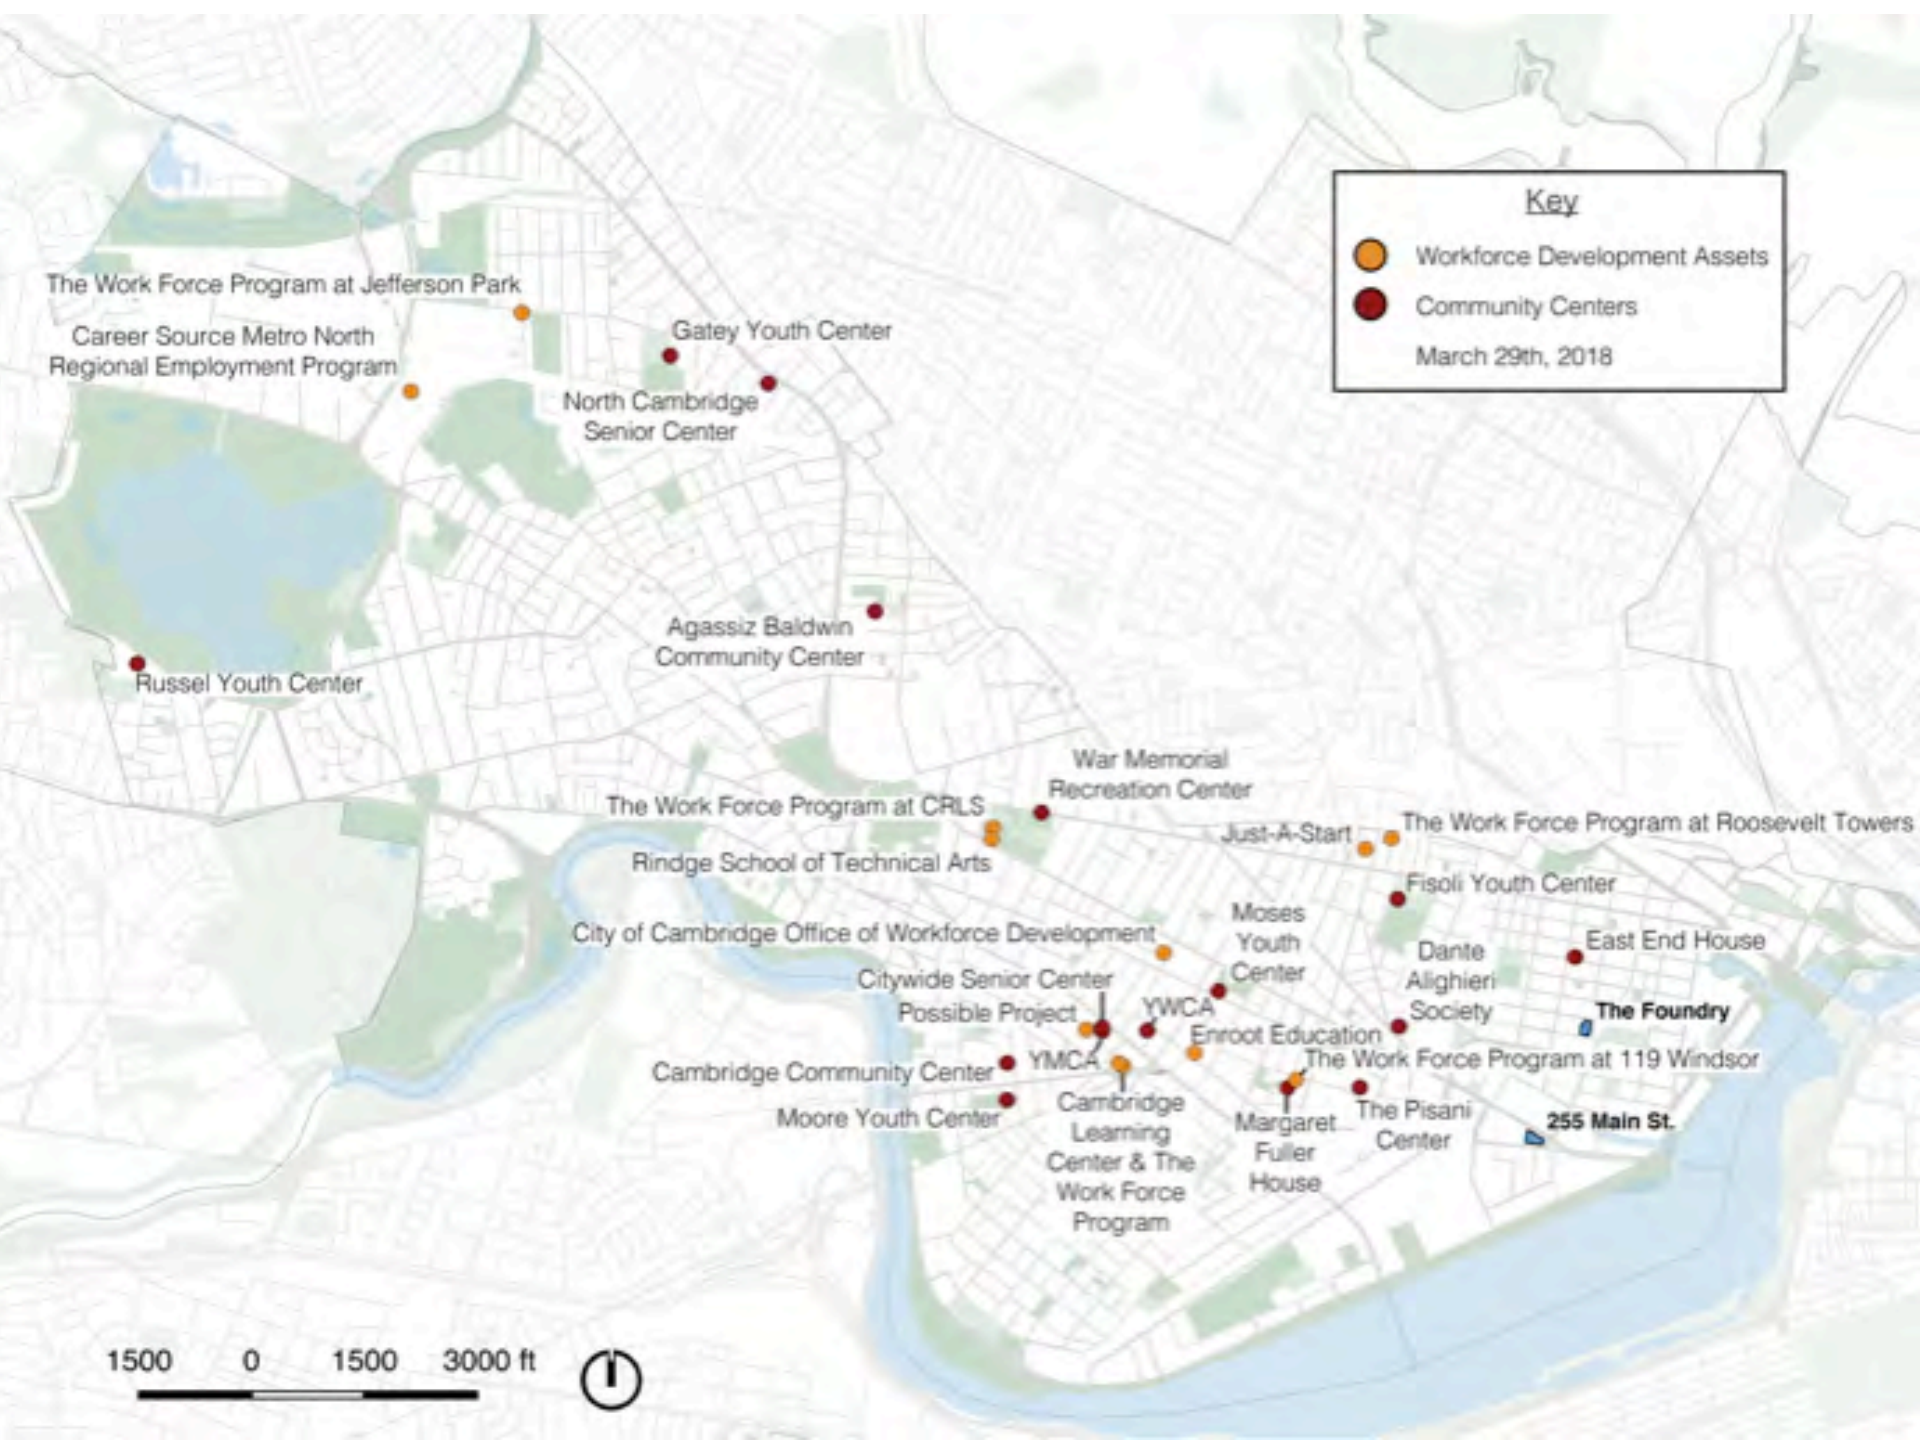 Key
Workforce Development Assets
Community Centers
March 29th, 2018
The Work Force Program at Jefferson Park
Career Source Metro North
Regional Employment Program
Gatey Youth Center
North Cambridge
Senior Center
Agassiz Baldwin
Community Center
Russel Youth Center
War Memorial
Recreation Center
The Work Force Program at CRLS
Rindge School of Technical Arts
Just-A-Start
The Work Force Program at Roosevelt Towers
Fisoli Youth Center
City of Cambridge Office of Workforce Development
Moses
Youth
Center
Dante
Alighieri
Society
East End House
Citywide Senior Center
Possible Project
YWCA
The Foundry
Enroot Education
YMCA
The Work Force Program at 119 Windsor
Cambridge Community Center
Moore Youth Center
Cambridge
Learning
Center & The
Work Force
Program
Margaret
Fuller
House
The Pisani
Center
255 Main St.
1500 0 1500 3000 ft